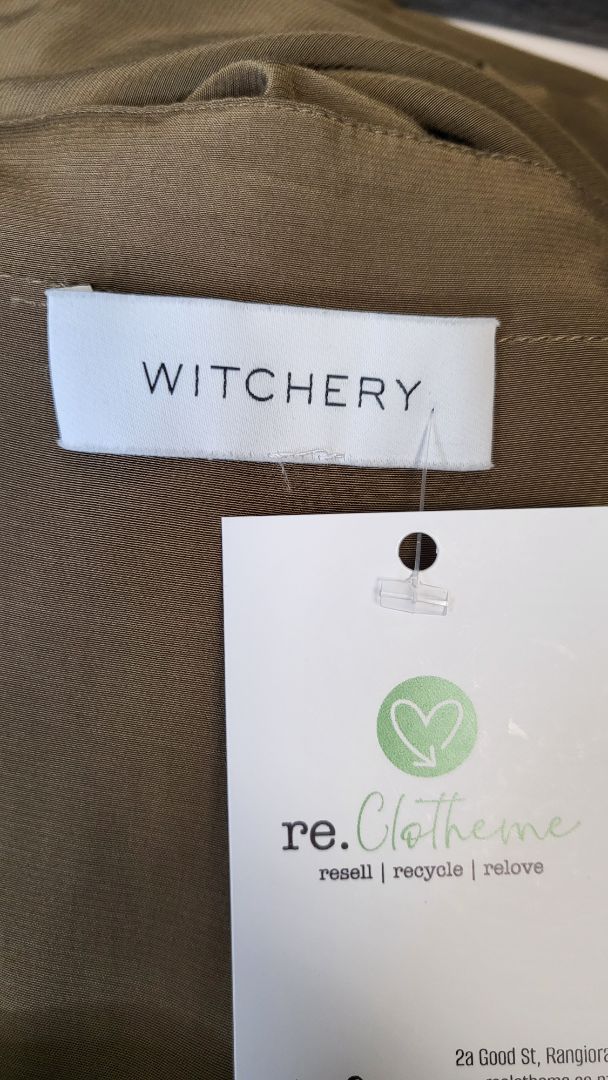 WITCHERY
re.Clotheme
resell | recycle | relove
2a Good St, Rangiora